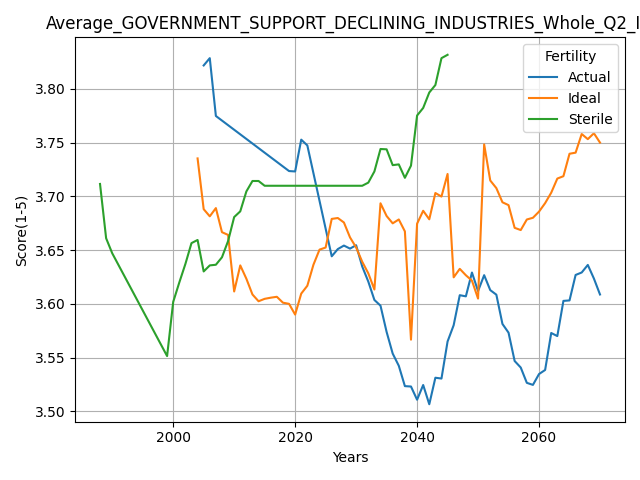 Average_GOVERNMENT_SUPPORT_DECLINING_INDUSTRIES_Whole_Q2_I
Fertility
Actual
Ideal
Sterile
Score(1-5)
3.80
3.75
3.70
3.65
3.60
3.55
3.50
2000 2020 2040 2060
Years